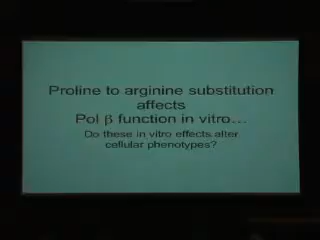 Proline to arginine substitution
affects
Pol β function in vitro...
Do these in vitro effects alter
cellular phenotypes?